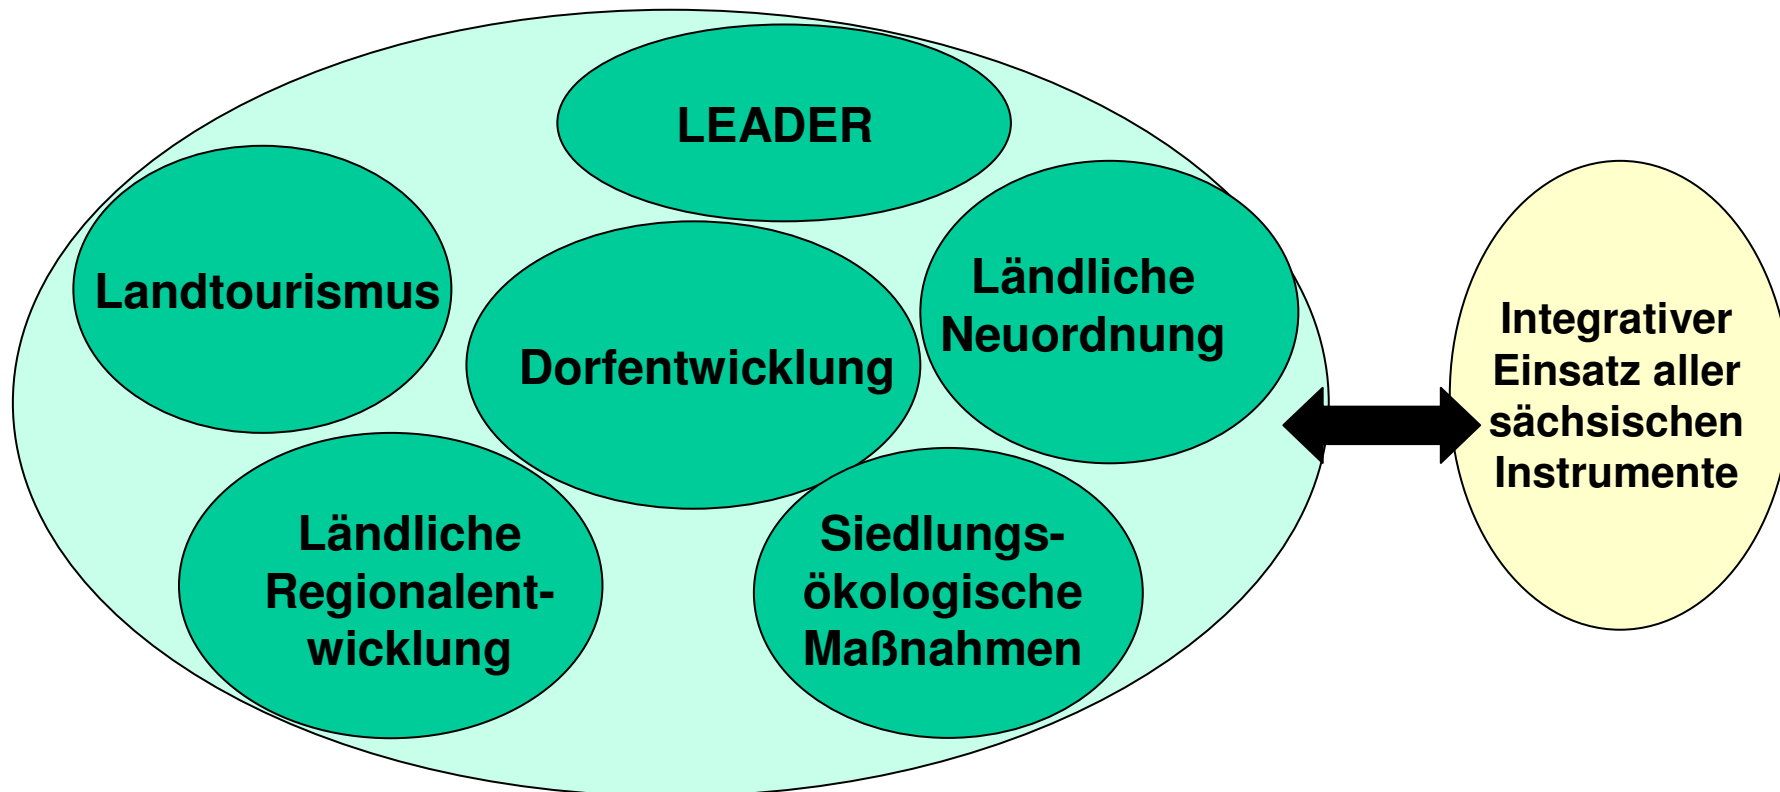 LEADER
Landtourismus
Ländliche
Neuordnung
Dorfentwicklung
Ländliche
Regionalent-
wicklung
Siedlungs-
ökologische
Maßnahmen
Integrativer
Einsatz aller
sächsischen
Instrumente